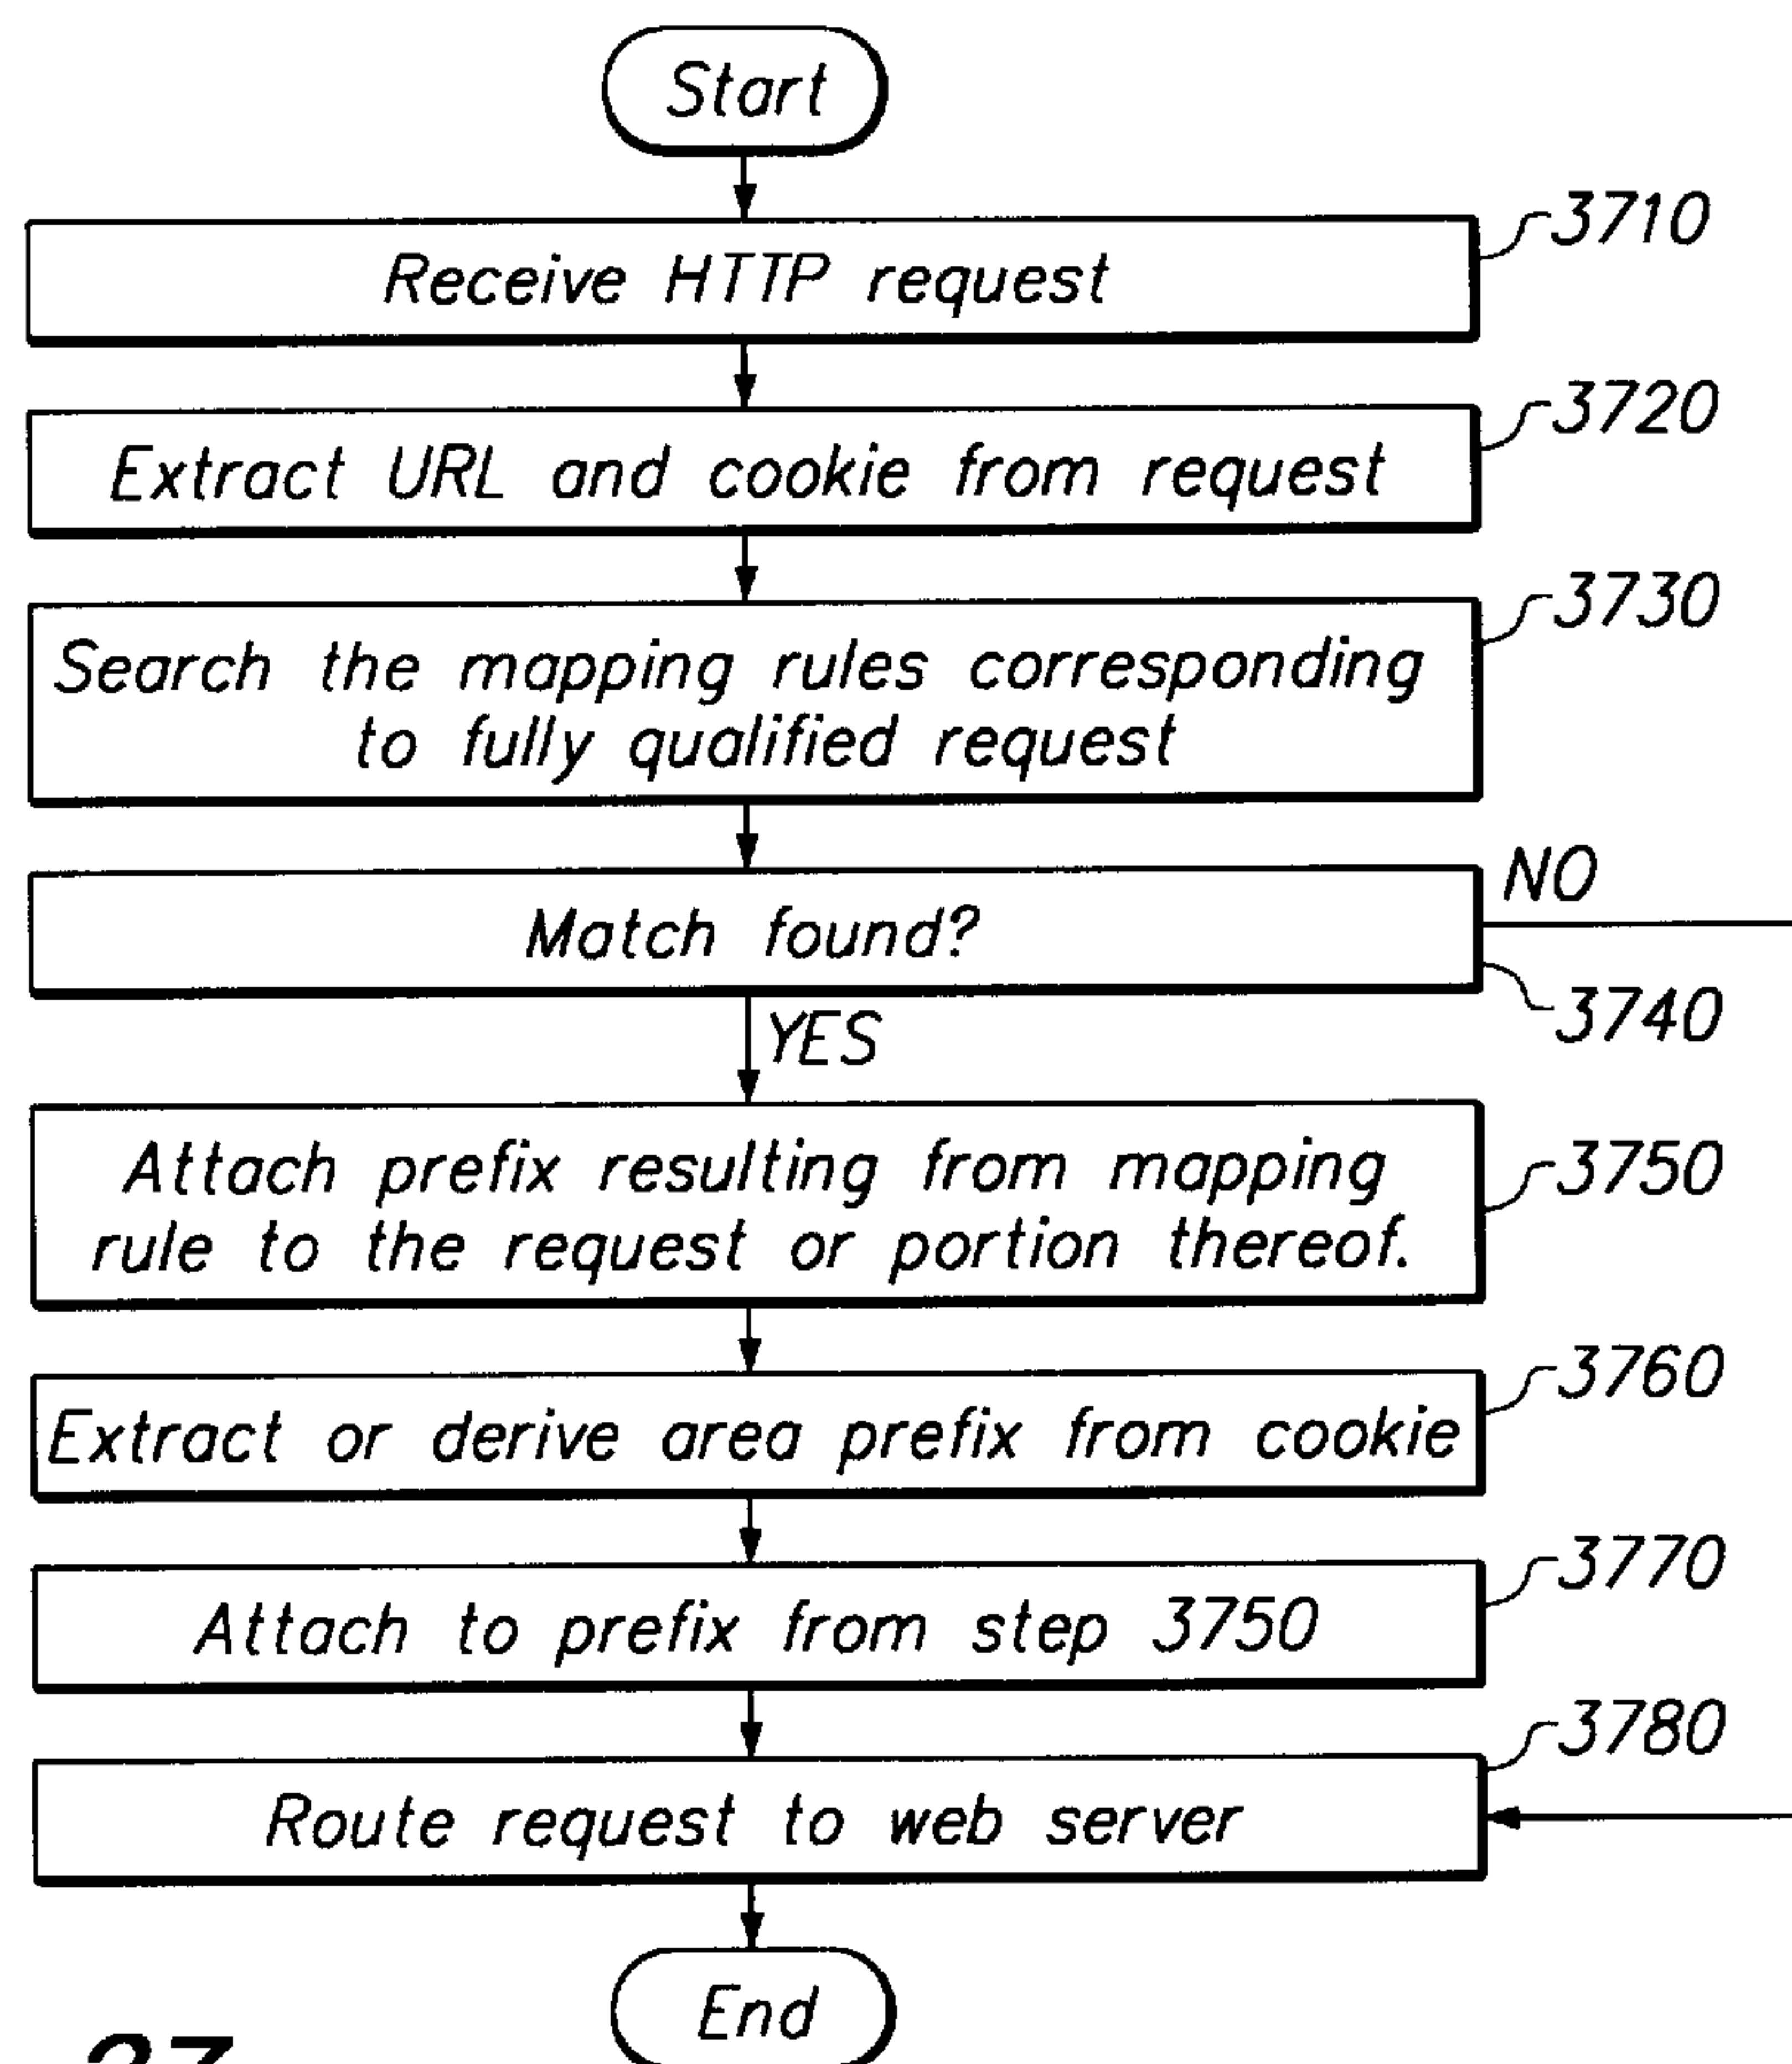 Start
Receive HTTP request
3710
Extract URL and cookie from request
3720
Search the mapping rules corresponding
to fully qualified request
3730
Match found?
NO
3740
YES
Attach prefix resulting from mapping
rule to the request or portion thereof.
3750
Extract or derive area prefix from cookie
3760
Attach to prefix from step 3750
3770
Route request to web server
3780
End